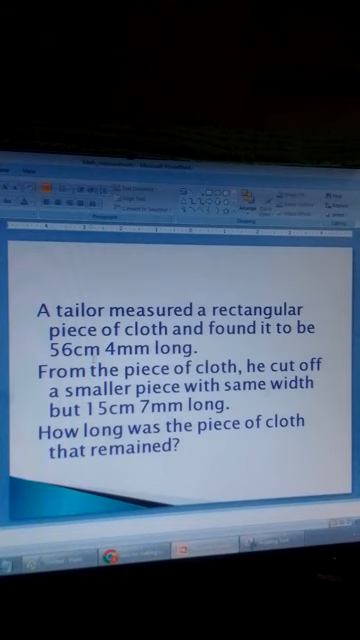 A tailor measured a rectangular
piece of cloth and found it to be
56cm 4mm long.
From the piece of cloth, he cut off
a smaller piece with same width
but 15cm 7mm long.
How long was the piece of cloth
that remained?